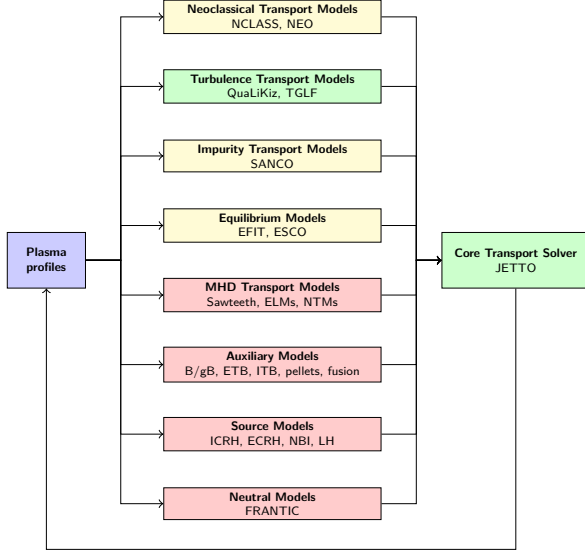 Neoclassical Transport Models
NCLASS, NEO
Turbulence Transport Models
QuaLiKiz, TGLF
Impurity Transport Models
SANCO
Equilibrium Models
EFIT, ESCO
Plasma
profiles
Core Transport Solver
JETTO
MHD Transport Models
Sawteeth, ELMs, NTMs
Auxiliary Models
B/gB, ETB, ITB, pellets, fusion
Source Models
ICRH, ECRH, NBI, LH
Neutral Models
FRANTIC